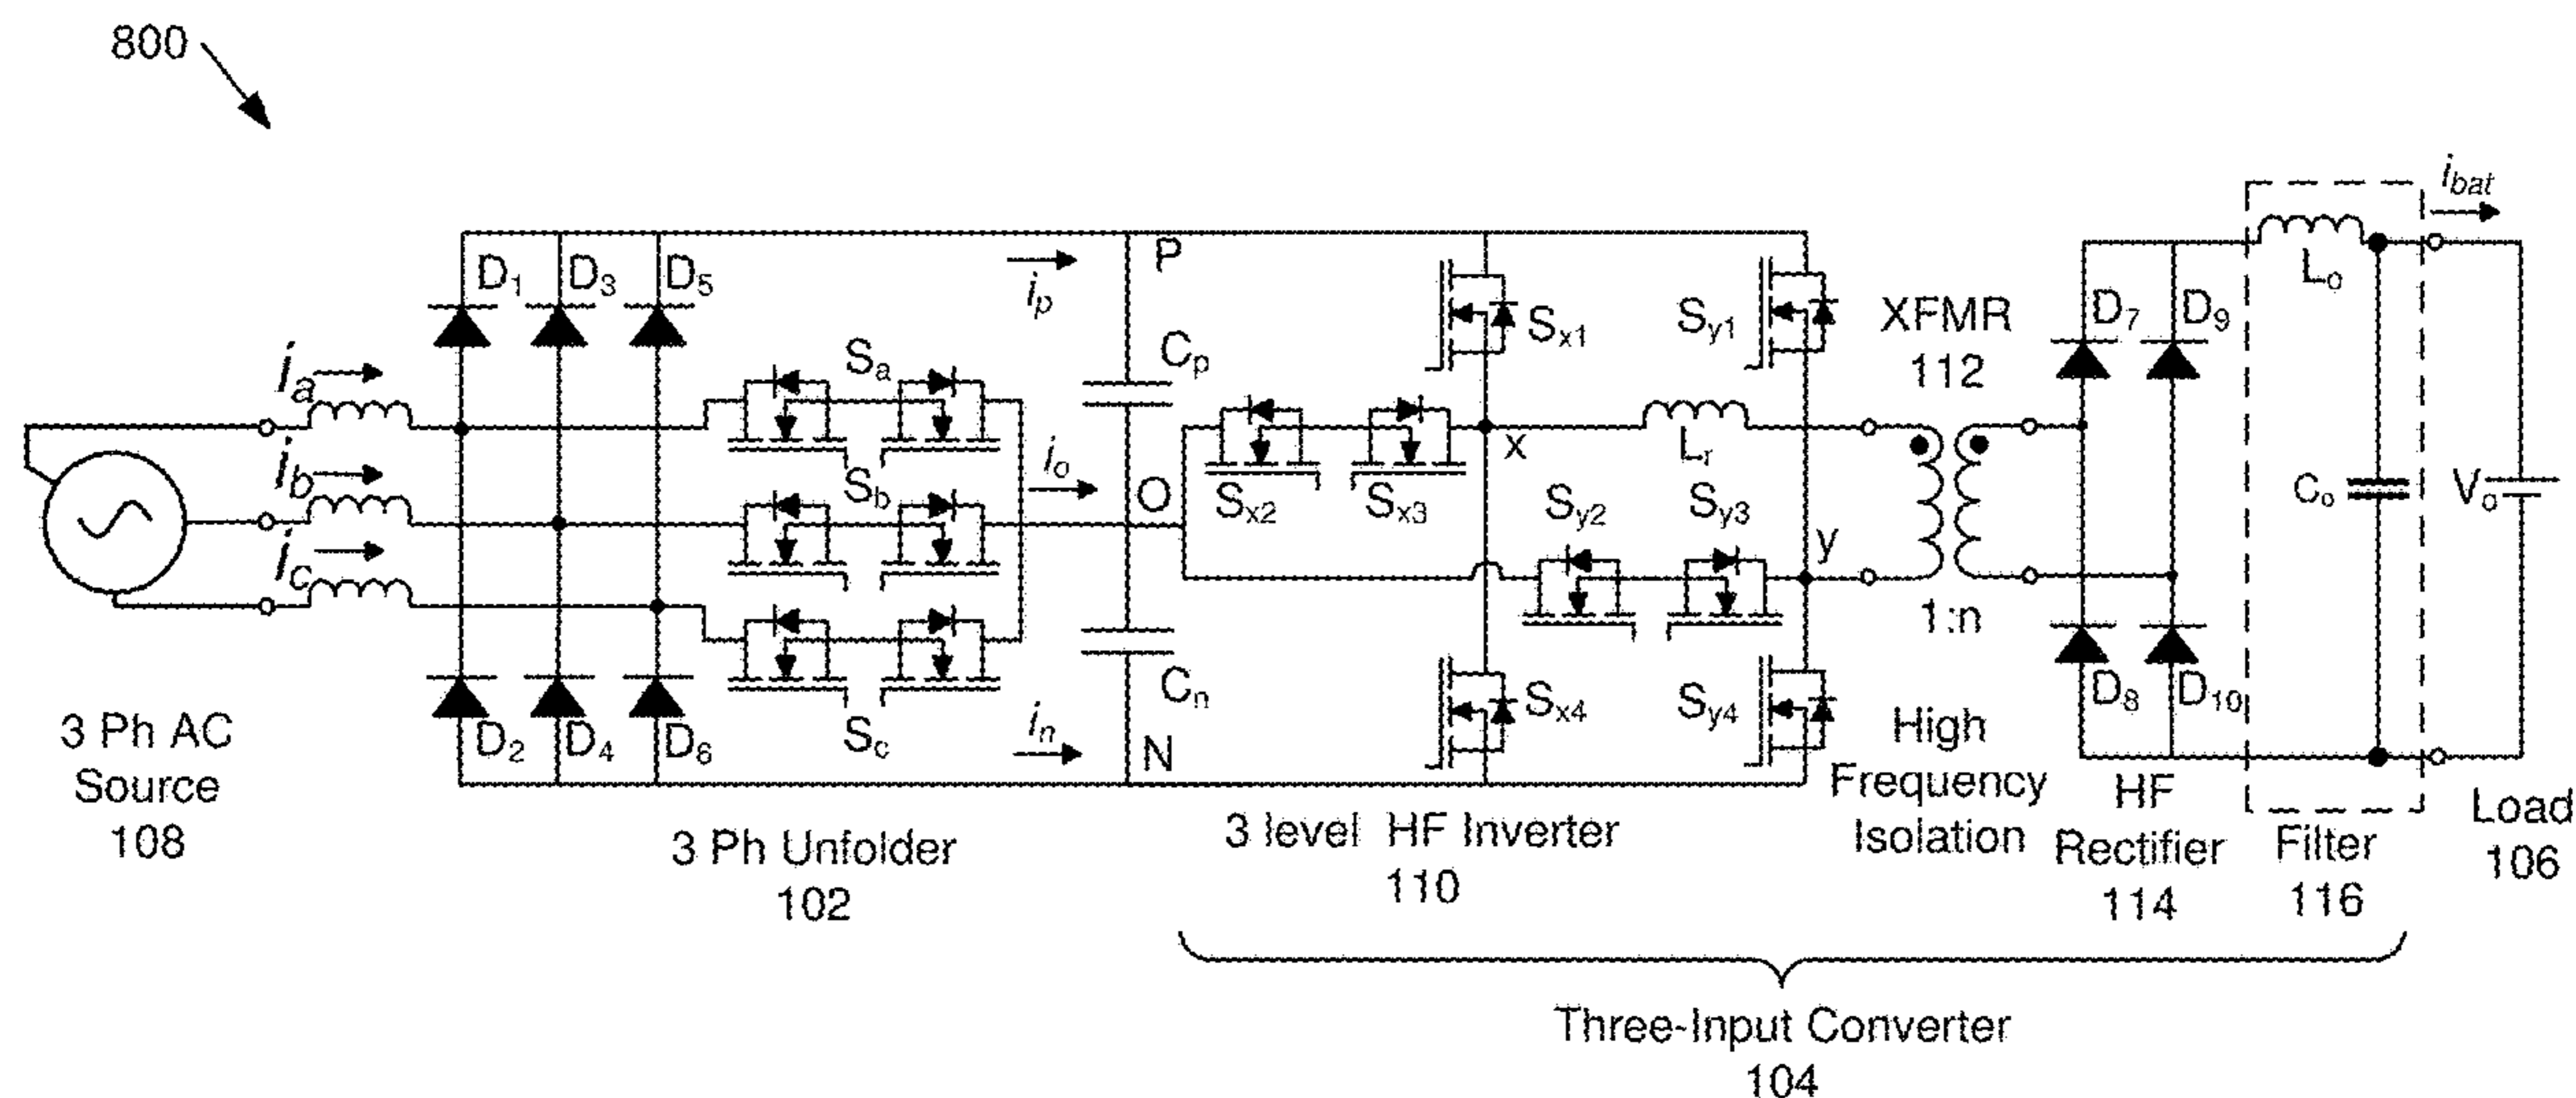 800
i_a
i_b
i_c
3 Ph AC
Source
108
D1
D3
D5
D2
D4
D6
Sa
Sb
Sc
3 Ph Unfolder
102
ip
io
in
P
O
N
Cp
Cn
Sx1
Sx2
Sx3
Sx4
x
Lr
Sy1
Sy2
Sy3
Sy4
y
3 level HF Inverter
110
XFMR
112
1:n
High
Frequency
Isolation
D7
D9
D8
D10
HF
Rectifier
114
Lo
Co
Filter
116
ibat
Vo
Load
106
Three-Input Converter
104